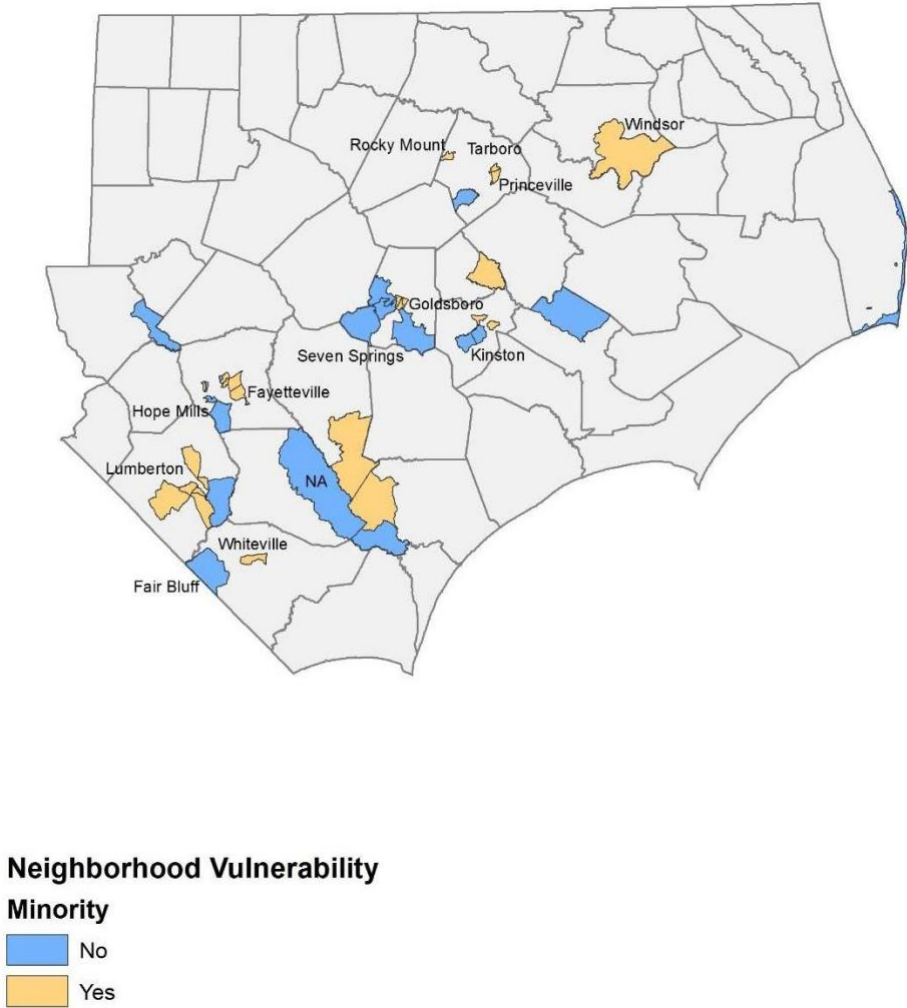 Windsor
Rocky Mount
Tarboro
Princeville
Goldsboro
Seven Springs
Kinston
Fayetteville
Hope Mills
Lumberton
NA
Whiteville
Fair Bluff
Neighborhood Vulnerability
Minority
No
Yes